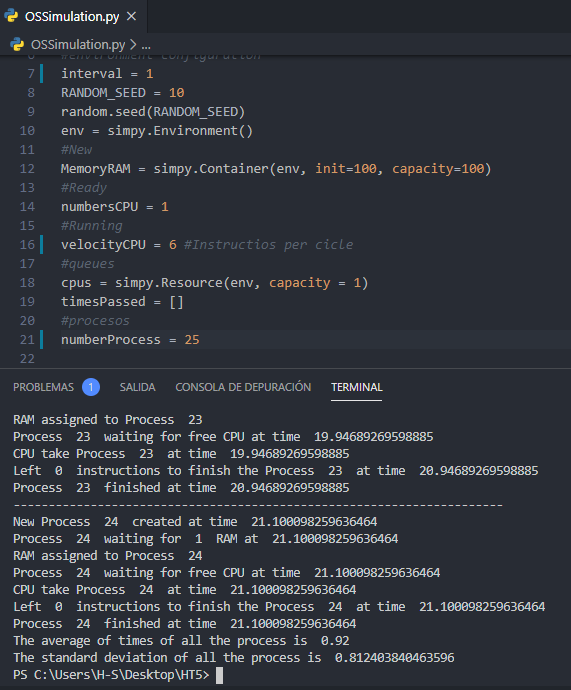 OSSimulation.py
OSSimulation.py > ...
6 #environment configuration
7 interval = 1
8 RANDOM_SEED = 10
9 random.seed(RANDOM_SEED)
10 env = simpy.Environment()
11 #New
12 MemoryRAM = simpy.Container(env, init=100, capacity=100)
13 #Ready
14 numbersCPU = 1
15 #Running
16 velocityCPU = 6 #Instructios per cicle
17 #queues
18 cpus = simpy.Resource(env, capacity = 1)
19 timesPassed = []
20 #procesos
21 numberProcess = 25
22
PROBLEMAS 1 SALIDA CONSOLA DE DEPURACIÓN TERMINAL
RAM assigned to Process  23
Process  23  waiting for free CPU at time  19.94689269598885
CPU take Process  23  at time  19.94689269598885
Left  0  instructions to finish the Process  23  at time  20.94689269598885
Process  23  finished at time  20.94689269598885
----------------------------------------------------------------------
New Process  24  created at time  21.100098259636464
Process  24  waiting for  1  RAM at  21.100098259636464
RAM assigned to Process  24
Process  24  waiting for free CPU at time  21.100098259636464
CPU take Process  24  at time  21.100098259636464
Left  0  instructions to finish the Process  24  at time  21.100098259636464
Process  24  finished at time  21.100098259636464
The average of times of all the process is  0.92
The standard deviation of all the process is  0.812403840463596
PS C:\Users\H-S\Desktop\HT5>